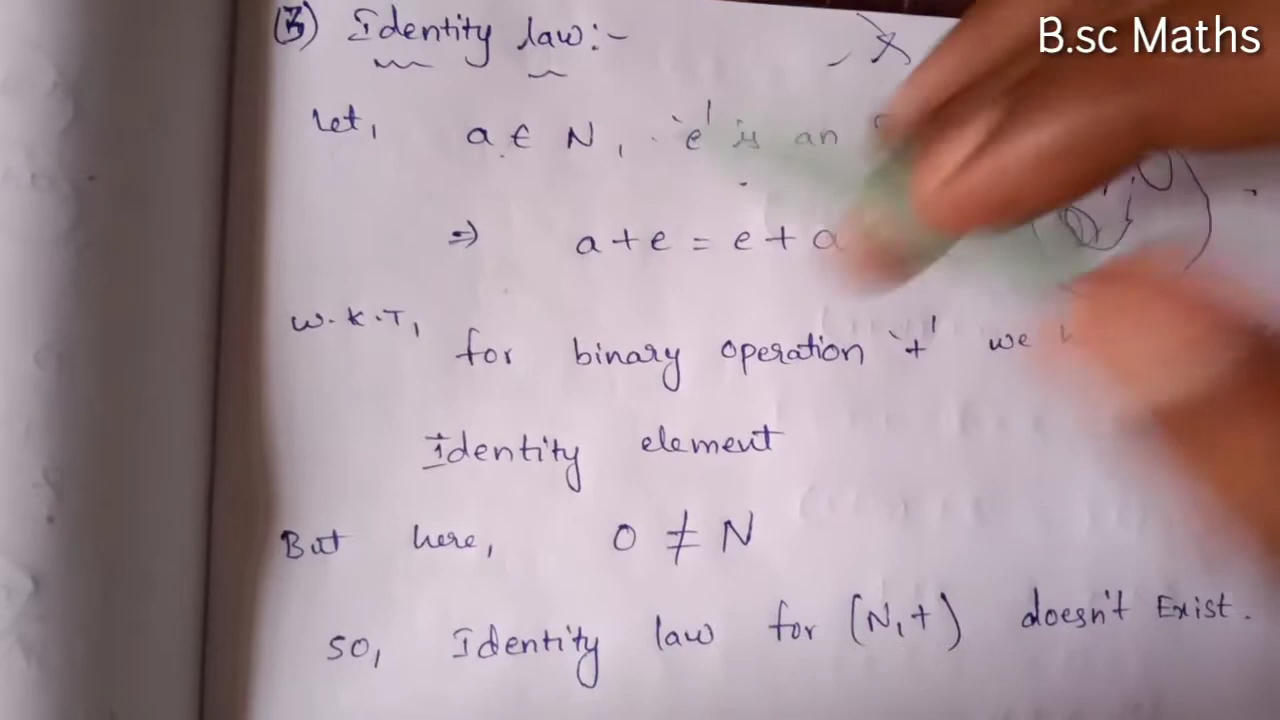 B.sc Maths
(3) Identity law:-
Let, a ∈ N, 'e' is an
⇒ a + e = e + a
W.K.T, for binary operation '+' we
Identity element
But here, 0 ≠ N
So, Identity law for (N,+) doesn't Exist.